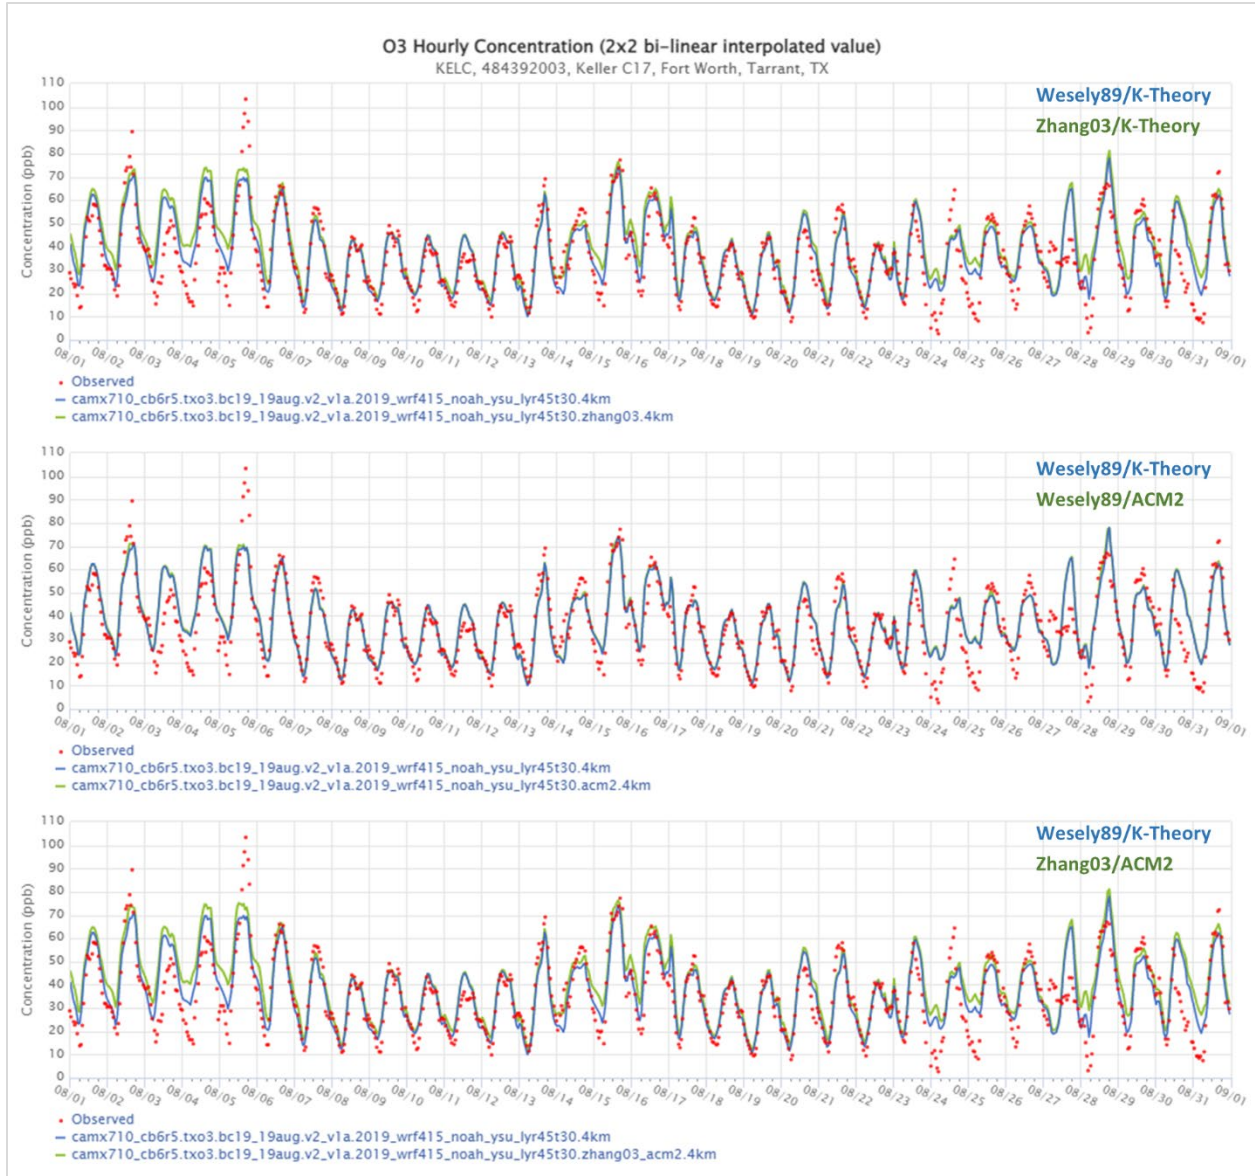 O3 Hourly Concentration (2x2 bi-linear interpolated value)
KELC, 484392003, Keller C17, Fort Worth, Tarrant, TX
Wesely89/K-Theory
Zhang03/K-Theory
Concentration (ppb)
110
100
90
80
70
60
50
40
30
20
10
0
08/01 08/02 08/03 08/04 08/05 08/06 08/07 08/08 08/09 08/10 08/11 08/12 08/13 08/14 08/15 08/16 08/17 08/18 08/19 08/20 08/21 08/22 08/23 08/24 08/25 08/26 08/27 08/28 08/29 08/30 08/31 09/01
Observed
camx710_cb6r5.txo3.bc19_19aug.v2_v1a.2019_wrf415_noah_ysu_lyr45t30.4km
camx710_cb6r5.txo3.bc19_19aug.v2_v1a.2019_wrf415_noah_ysu_lyr45t30.zhang03.4km
Wesely89/K-Theory
Wesely89/ACM2
Concentration (ppb)
110
100
90
80
70
60
50
40
30
20
10
0
08/01 08/02 08/03 08/04 08/05 08/06 08/07 08/08 08/09 08/10 08/11 08/12 08/13 08/14 08/15 08/16 08/17 08/18 08/19 08/20 08/21 08/22 08/23 08/24 08/25 08/26 08/27 08/28 08/29 08/30 08/31 09/01
Observed
camx710_cb6r5.txo3.bc19_19aug.v2_v1a.2019_wrf415_noah_ysu_lyr45t30.4km
camx710_cb6r5.txo3.bc19_19aug.v2_v1a.2019_wrf415_noah_ysu_lyr45t30.acm2.4km
Wesely89/K-Theory
Zhang03/ACM2
Concentration (ppb)
110
100
90
80
70
60
50
40
30
20
10
0
08/01 08/02 08/03 08/04 08/05 08/06 08/07 08/08 08/09 08/10 08/11 08/12 08/13 08/14 08/15 08/16 08/17 08/18 08/19 08/20 08/21 08/22 08/23 08/24 08/25 08/26 08/27 08/28 08/29 08/30 08/31 09/01
Observed
camx710_cb6r5.txo3.bc19_19aug.v2_v1a.2019_wrf415_noah_ysu_lyr45t30.4km
camx710_cb6r5.txo3.bc19_19aug.v2_v1a.2019_wrf415_noah_ysu_lyr45t30.zhang03_acm2.4km